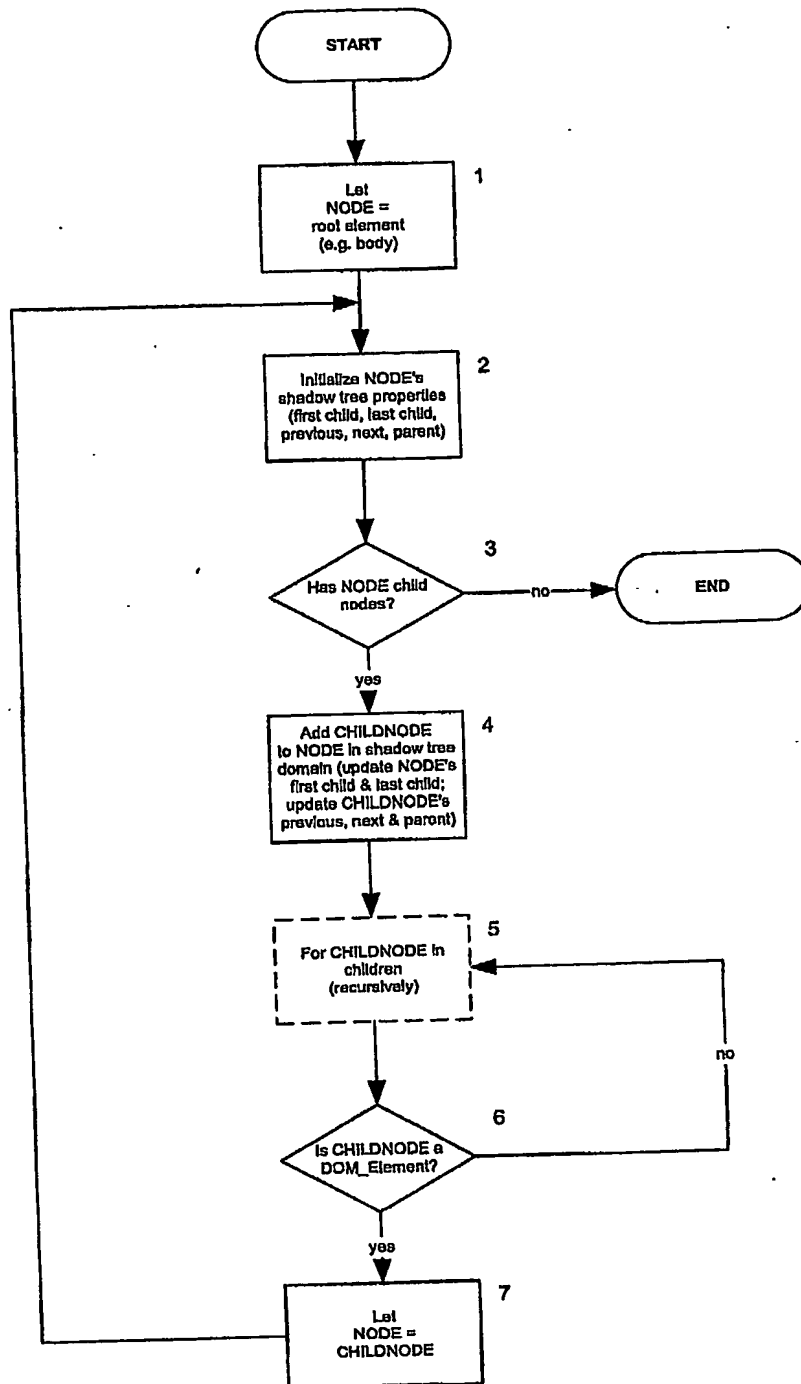 START
1
Let
NODE =
root element
(e.g. body)
2
Initialize NODE's
shadow tree properties
(first child, last child,
previous, next, parent)
3
Has NODE child
nodes?
no
END
yes
4
Add CHILDNODE
to NODE in shadow tree
domain (update NODE's
first child & last child;
update CHILDNODE's
previous, next & parent)
5
For CHILDNODE in
children
(recursively)
no
6
Is CHILDNODE a
DOM_Element?
yes
7
Let
NODE =
CHILDNODE